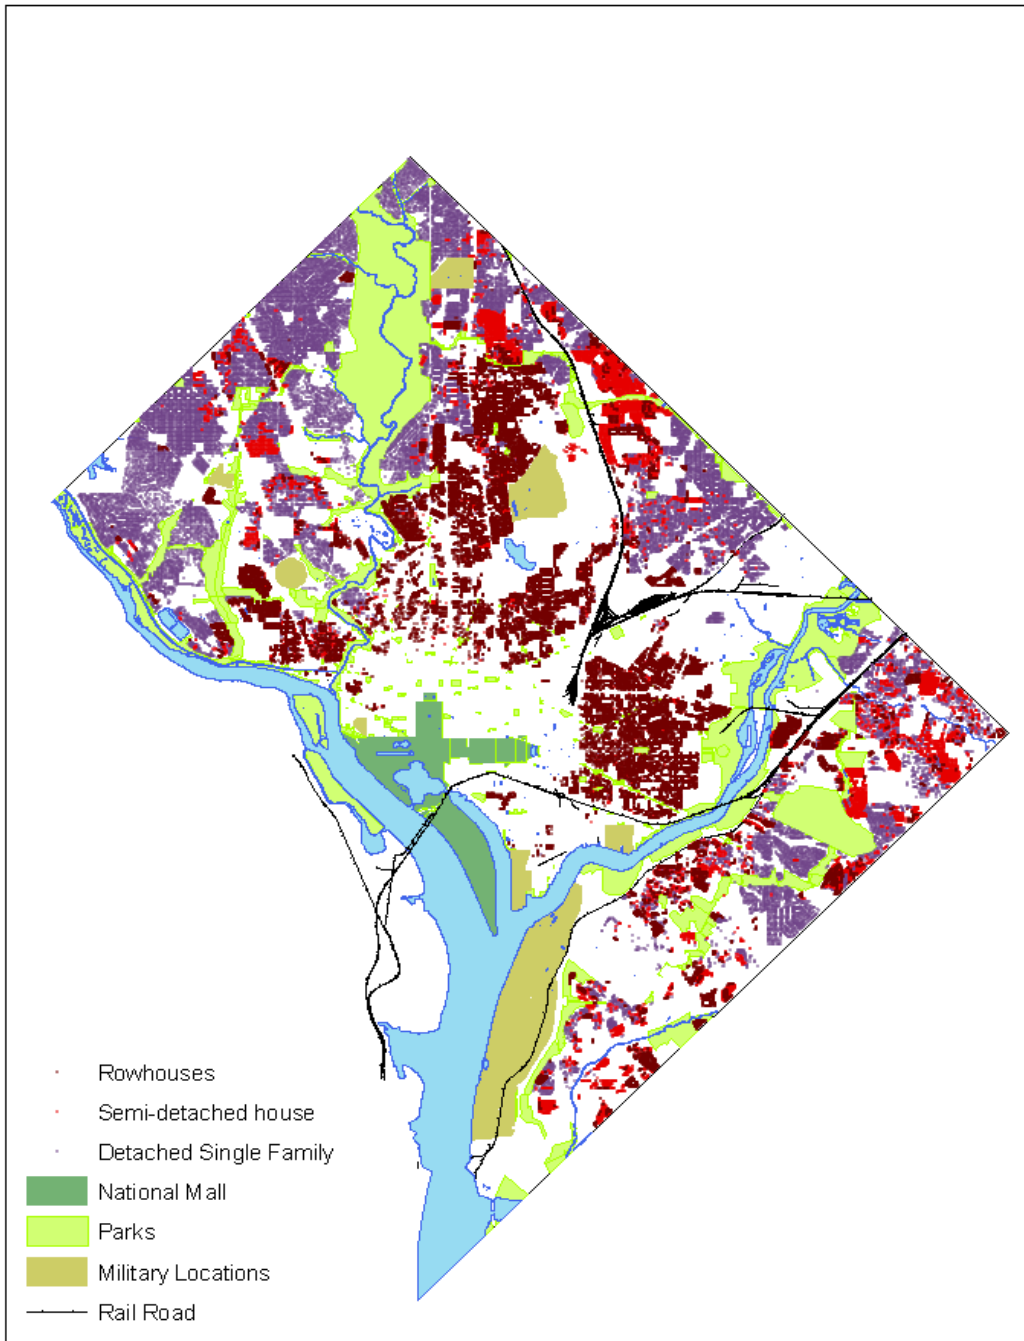 Rowhouses
Semi-detached house
Detached Single Family
National Mall
Parks
Military Locations
Rail Road